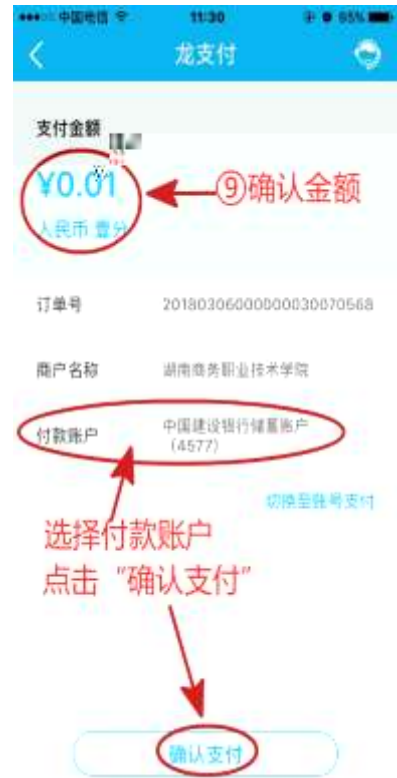 中国电信 11:30 65%
龙支付
支付金额
¥0.01
⑨确认金额
人民币 壹分
订单号 20180306000000030070568
商户名称 湖南商务职业技术学院
付款账户 中国建设银行储蓄账户
(4577)
切换至账号支付
选择付款账户
点击“确认支付”
确认支付